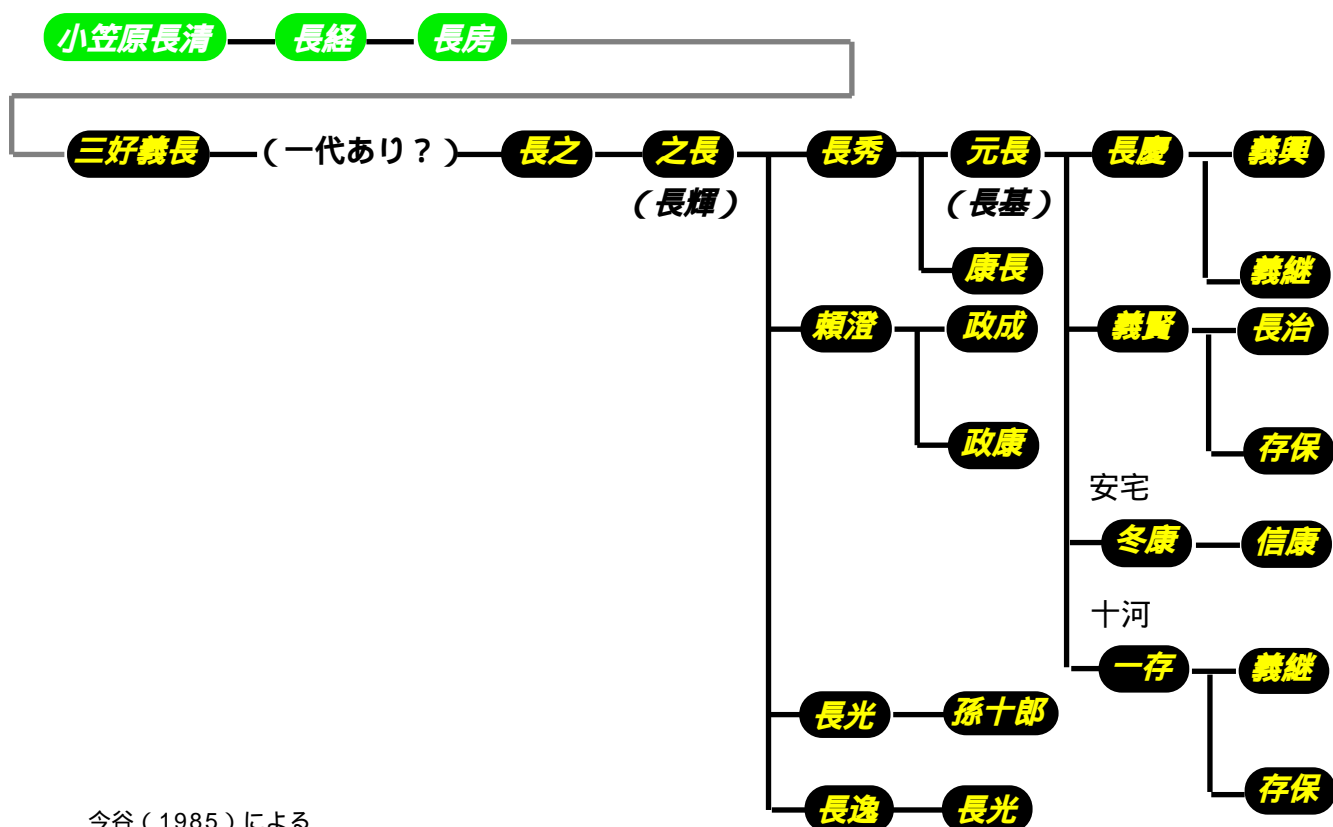 小笠原長清 長経 長房
三好義長 (一代あり?) 長之 之長 長秀 元長 長慶 義興
(長輝) (長基)
康長 義継
頼澄 政成 義賢 長治
政康 存保
安宅
冬康 信康
十河
一存 義継
長光 孫十郎
存保
長逸 長光
今谷(1985)による